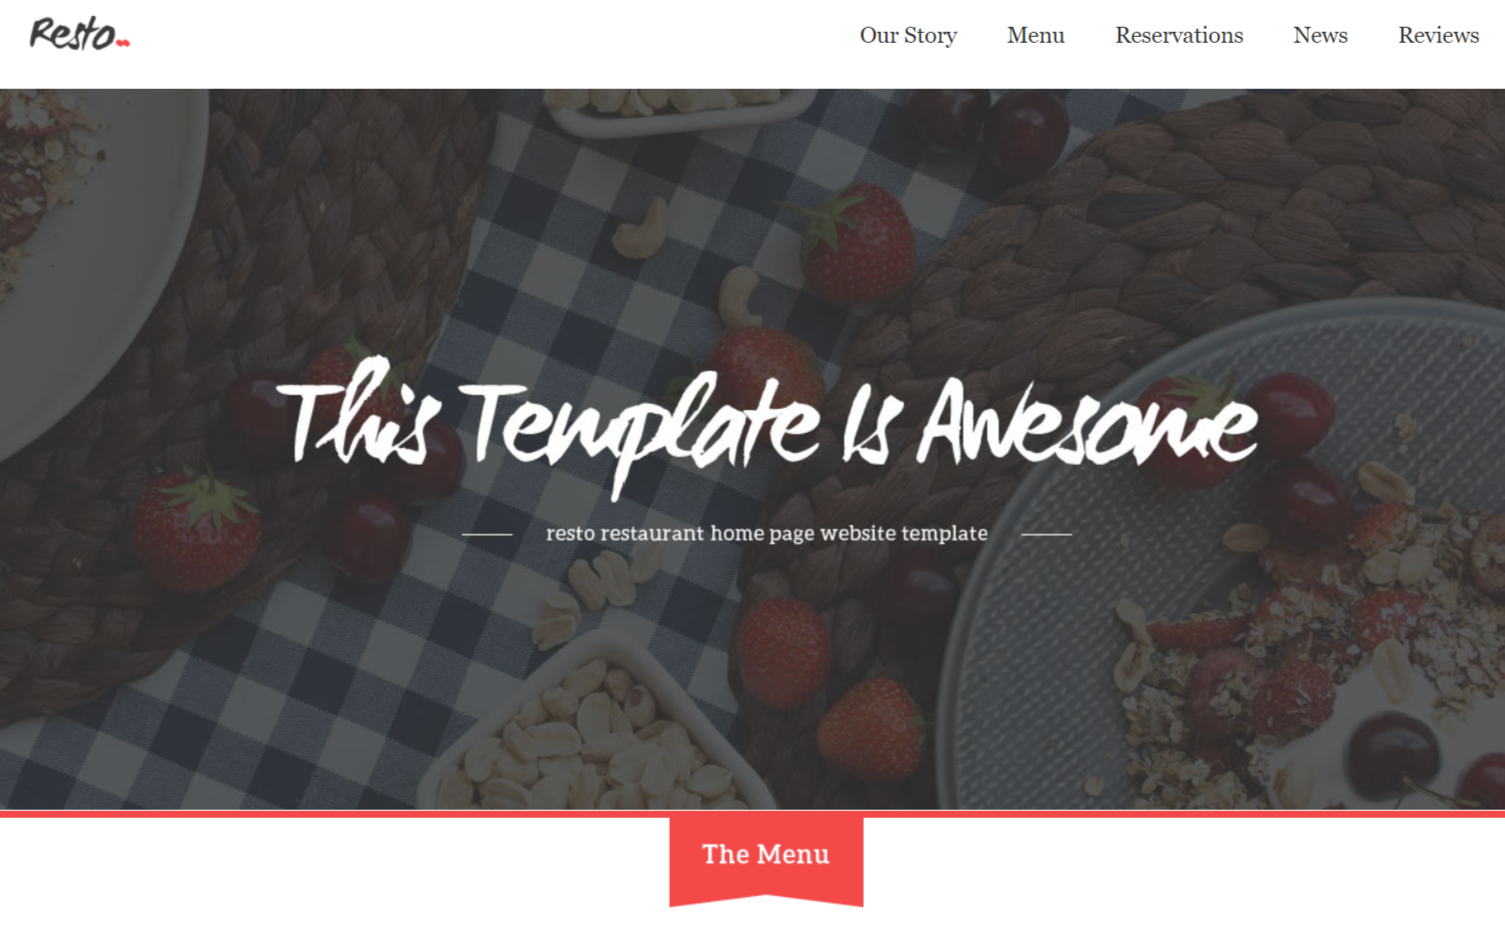 Resto
Our Story Menu Reservations News Reviews
This Template Is Awesome
resto restaurant home page website template
The Menu